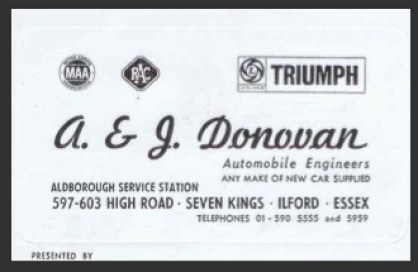 MAA
RAC
TRIUMPH
A. & J. Donovan
Automobile Engineers
ANY MAKE OF NEW CAR SUPPLIED
ALDBOROUGH SERVICE STATION
597-603 HIGH ROAD · SEVEN KINGS · ILFORD · ESSEX
TELEPHONES 01-590 5555 and 5959
PRESENTED BY